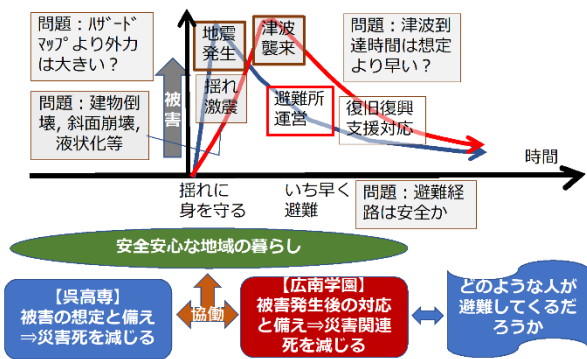 問題：ﾊｻﾞｰﾄﾞ
マップより外力
は大きい？
地震
発生
津波
襲来
問題：津波到
達時間は想定
より早い？
被害
揺れ
激震
問題：建物倒
壊, 斜面崩壊,
液状化等
避難所
運営
復旧復興
支援対応
時間
揺れに
身を守る
いち早く
避難
問題：避難経
路は安全か
安全安心な地域の暮らし
【呉高専】
被害の想定と備え
⇒災害死を減じる
協働
【広南学園】
被害発生後の対応
と備え⇒災害関連
死を減じる
どのような人が
避難してくるだ
ろうか